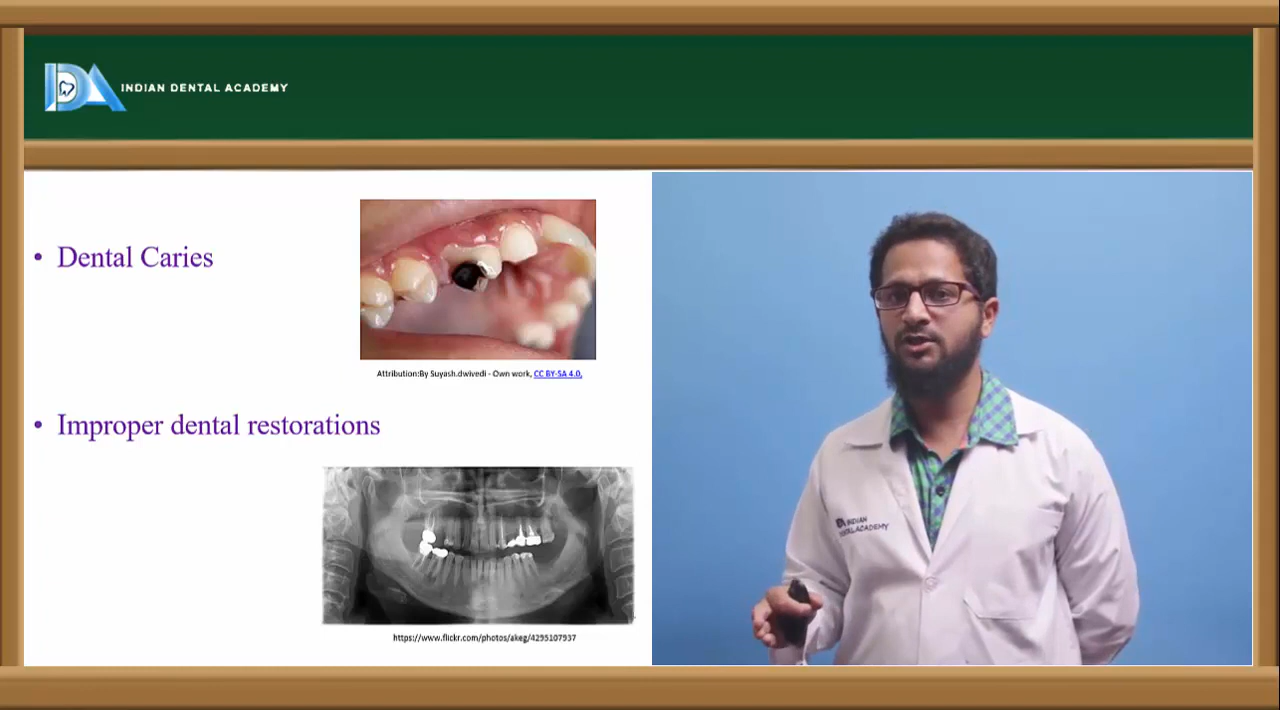 INDIAN DENTAL ACADEMY
• Dental Caries
Attribution:By Suyash.dwivedi - Own work, CC BY-SA 4.0,
• Improper dental restorations
https://www.flickr.com/photos/akeg/4295107937
INDIAN
DENTAL ACADEMY